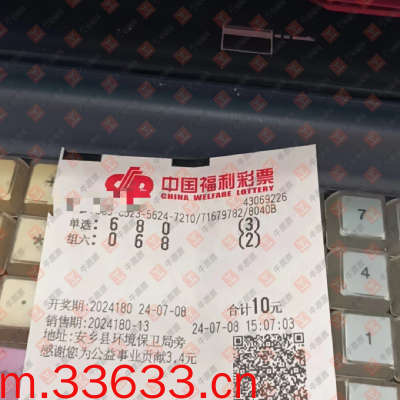 中国福利彩票
CHINA WELFARE LOTTERY
43069226
5624-7210/71679782/8040B
单选: 6 8 0 (3)
组六: 0 6 8 (2)
开奖期:2024180 24-07-08 合计10元
销售期:2024180-13 24-07-08 15:07:03
地址:安乡县环境保卫局旁
感谢您为公益事业贡献3.4元
7
4
1
m.33633.cn